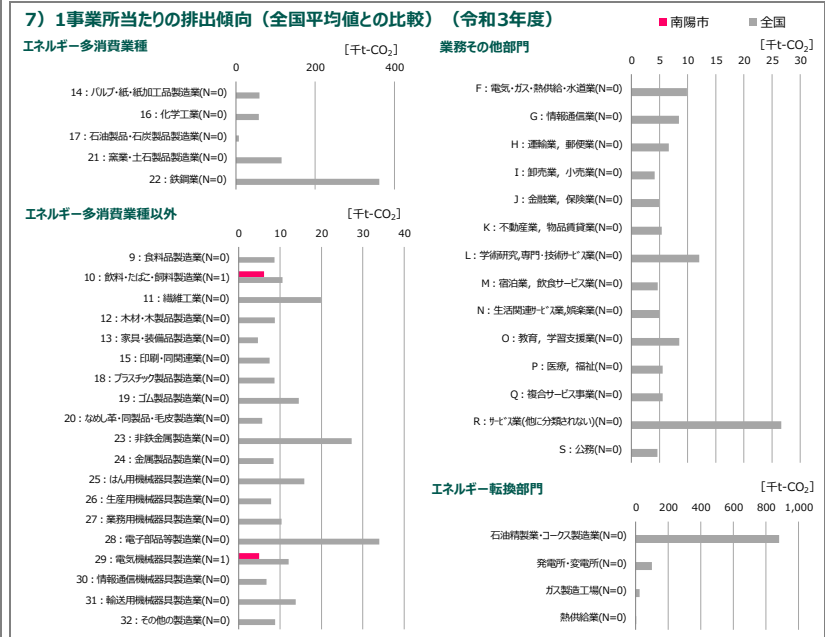 7）1事業所当たりの排出傾向（全国平均値との比較）（令和3年度）
南陽市
全国
エネルギー多消費業種
［千t-CO₂］
0 200 400
14：パルプ・紙・紙加工品製造業(N=0)
16：化学工業(N=0)
17：石油製品・石炭製品製造業(N=0)
21：窯業・土石製品製造業(N=0)
22：鉄鋼業(N=0)
エネルギー多消費業種以外
［千t-CO₂］
0 10 20 30 40
9：食料品製造業(N=0)
10：飲料・たばこ・飼料製造業(N=1)
11：繊維工業(N=0)
12：木材・木製品製造業(N=0)
13：家具・装備品製造業(N=0)
15：印刷・同関連業(N=0)
18：プラスチック製品製造業(N=0)
19：ゴム製品製造業(N=0)
20：なめし革・同製品・毛皮製造業(N=0)
23：非鉄金属製造業(N=0)
24：金属製品製造業(N=0)
25：はん用機械器具製造業(N=0)
26：生産用機械器具製造業(N=0)
27：業務用機械器具製造業(N=0)
28：電子部品等製造業(N=0)
29：電気機械器具製造業(N=1)
30：情報通信機械器具製造業(N=0)
31：輸送用機械器具製造業(N=0)
32：その他の製造業(N=0)
業務その他部門
［千t-CO₂］
0 5 10 15 20 25 30
F：電気・ガス・熱供給・水道業(N=0)
G：情報通信業(N=0)
H：運輸業，郵便業(N=0)
I：卸売業，小売業(N=0)
J：金融業，保険業(N=0)
K：不動産業，物品賃貸業(N=0)
L：学術研究,専門・技術ｻｰﾋﾞｽ業(N=0)
M：宿泊業，飲食サービス業(N=0)
N：生活関連ｻｰﾋﾞｽ業,娯楽業(N=0)
O：教育，学習支援業(N=0)
P：医療，福祉(N=0)
Q：複合サービス事業(N=0)
R：ｻｰﾋﾞｽ業(他に分類されない)(N=0)
S：公務(N=0)
エネルギー転換部門
［千t-CO₂］
0 200 400 600 800 1,000
石油精製業・コークス製造業(N=0)
発電所・変電所(N=0)
ガス製造工場(N=0)
熱供給業(N=0)